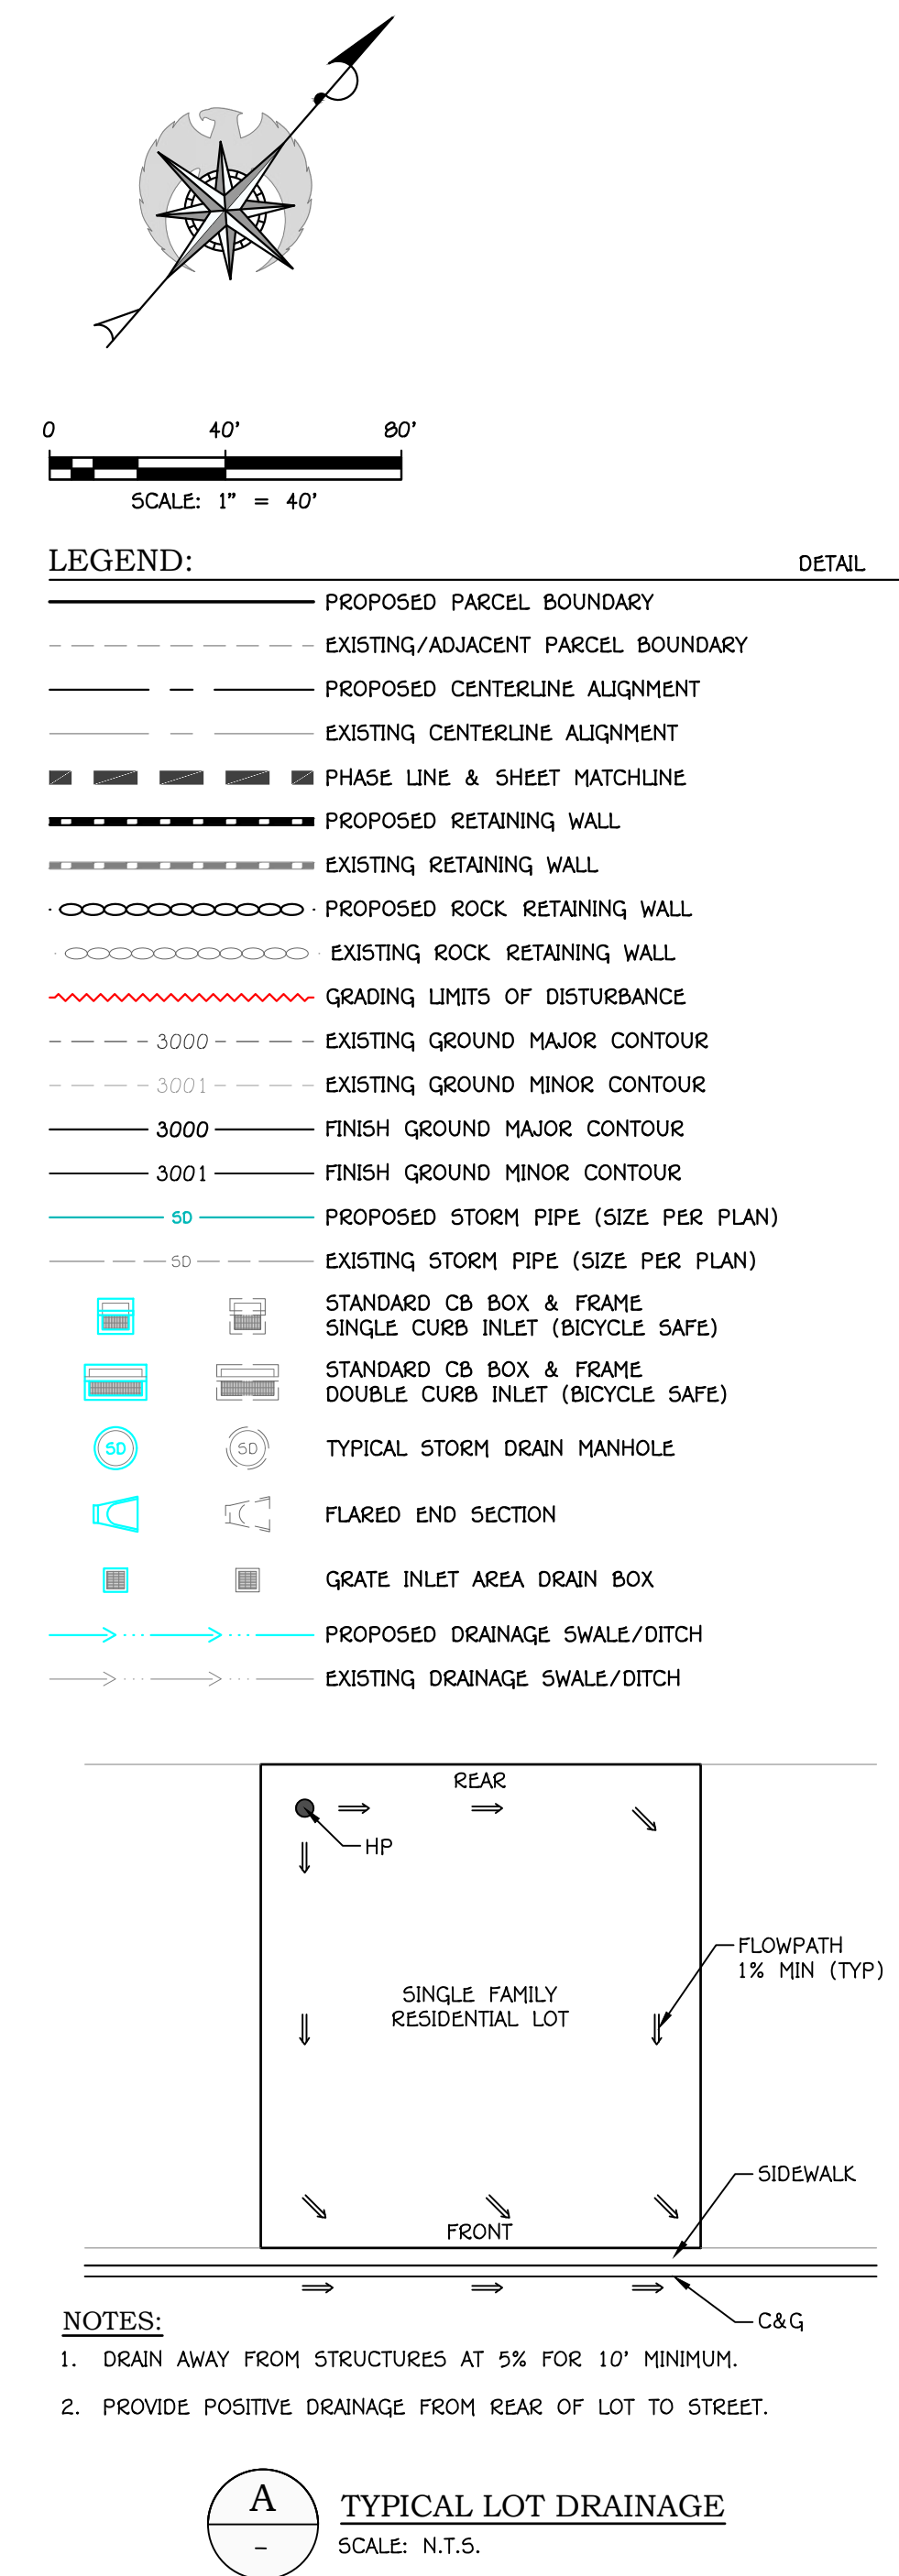 0 40' 80'
SCALE: 1" = 40'
LEGEND: DETAIL
PROPOSED PARCEL BOUNDARY
EXISTING/ADJACENT PARCEL BOUNDARY
PROPOSED CENTERLINE ALIGNMENT
EXISTING CENTERLINE ALIGNMENT
PHASE LINE & SHEET MATCHLINE
PROPOSED RETAINING WALL
EXISTING RETAINING WALL
PROPOSED ROCK RETAINING WALL
EXISTING ROCK RETAINING WALL
GRADING LIMITS OF DISTURBANCE
3000 EXISTING GROUND MAJOR CONTOUR
3001 EXISTING GROUND MINOR CONTOUR
3000 FINISH GROUND MAJOR CONTOUR
3001 FINISH GROUND MINOR CONTOUR
SD PROPOSED STORM PIPE (SIZE PER PLAN)
SD EXISTING STORM PIPE (SIZE PER PLAN)
STANDARD CB BOX & FRAME
SINGLE CURB INLET (BICYCLE SAFE)
STANDARD CB BOX & FRAME
DOUBLE CURB INLET (BICYCLE SAFE)
SD SD TYPICAL STORM DRAIN MANHOLE
FLARED END SECTION
GRATE INLET AREA DRAIN BOX
PROPOSED DRAINAGE SWALE/DITCH
EXISTING DRAINAGE SWALE/DITCH
REAR
HP
FLOWPATH
1% MIN (TYP)
SINGLE FAMILY
RESIDENTIAL LOT
SIDEWALK
FRONT
C&G
NOTES:
1. DRAIN AWAY FROM STRUCTURES AT 5% FOR 10' MINIMUM.
2. PROVIDE POSITIVE DRAINAGE FROM REAR OF LOT TO STREET.
A
-
TYPICAL LOT DRAINAGE
SCALE: N.T.S.